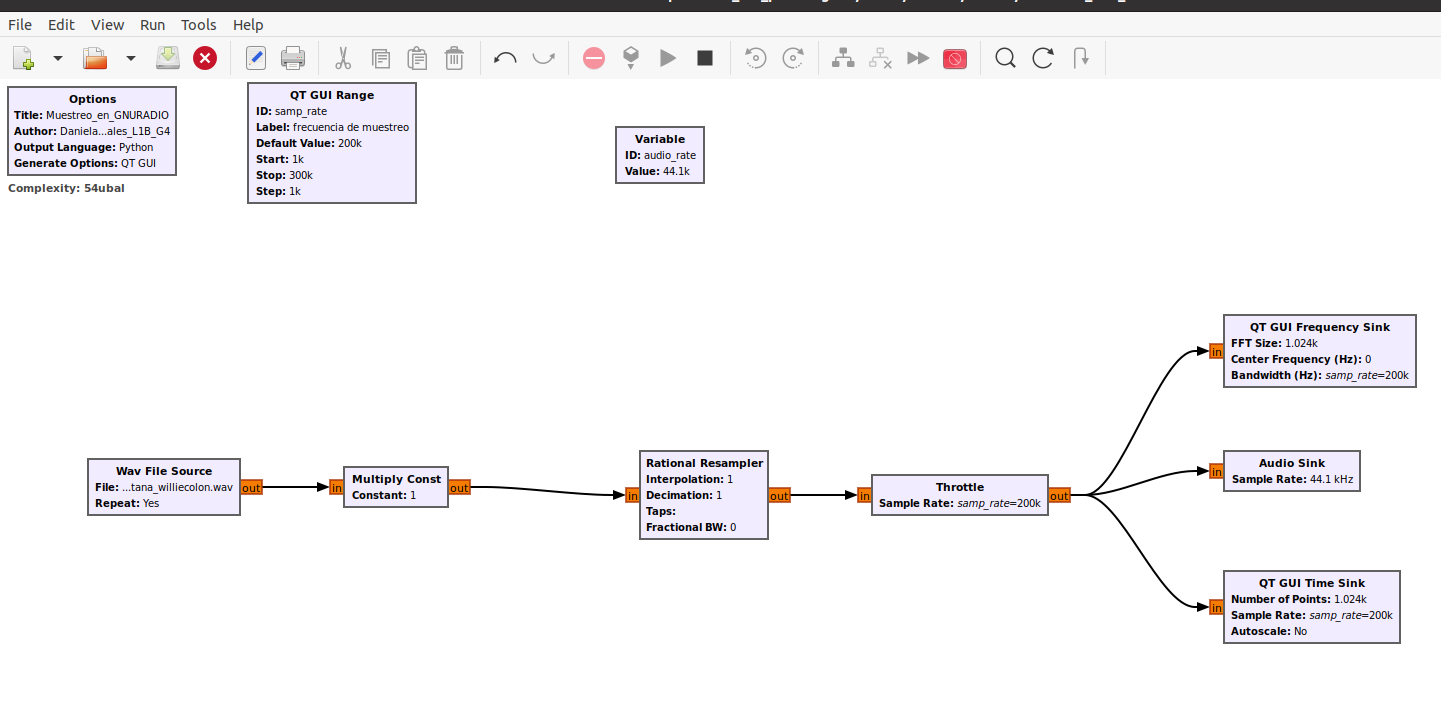 File Edit View Run Tools Help
Options
Title: Muestreo_en_GNURADIO
Author: Daniela...ales_L1B_G4
Output Language: Python
Generate Options: QT GUI
Complexity: 54ubal
QT GUI Range
ID: samp_rate
Label: frecuencia de muestreo
Default Value: 200k
Start: 1k
Stop: 300k
Step: 1k
Variable
ID: audio_rate
Value: 44.1k
Wav File Source
File: ...tana_williecolon.wav
Repeat: Yes
out
in
Multiply Const
Constant: 1
out
in
Rational Resampler
Interpolation: 1
Decimation: 1
Taps:
Fractional BW: 0
out
in
Throttle
Sample Rate: samp_rate=200k
out
in
QT GUI Frequency Sink
FFT Size: 1.024k
Center Frequency (Hz): 0
Bandwidth (Hz): samp_rate=200k
in
Audio Sink
Sample Rate: 44.1 kHz
in
QT GUI Time Sink
Number of Points: 1.024k
Sample Rate: samp_rate=200k
Autoscale: No